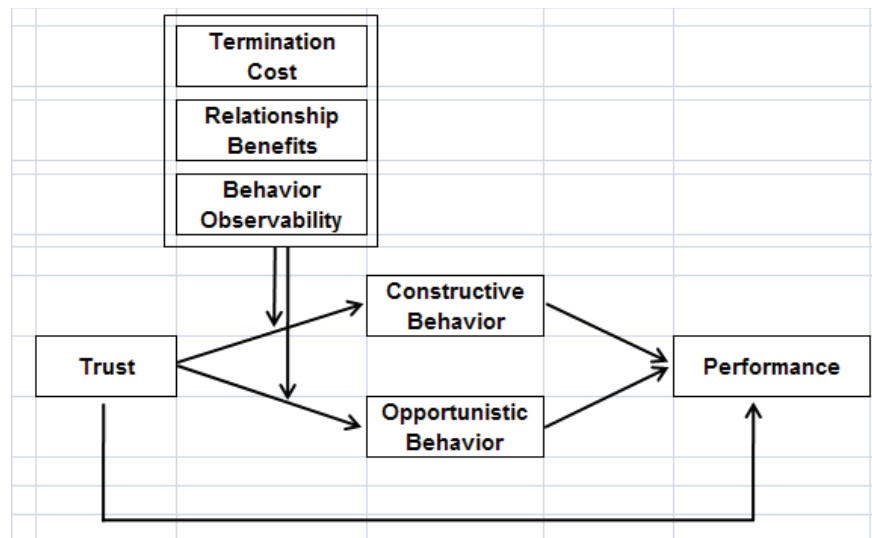 Termination
Cost
Relationship
Benefits
Behavior
Observability
Constructive
Behavior
Trust
Performance
Opportunistic
Behavior